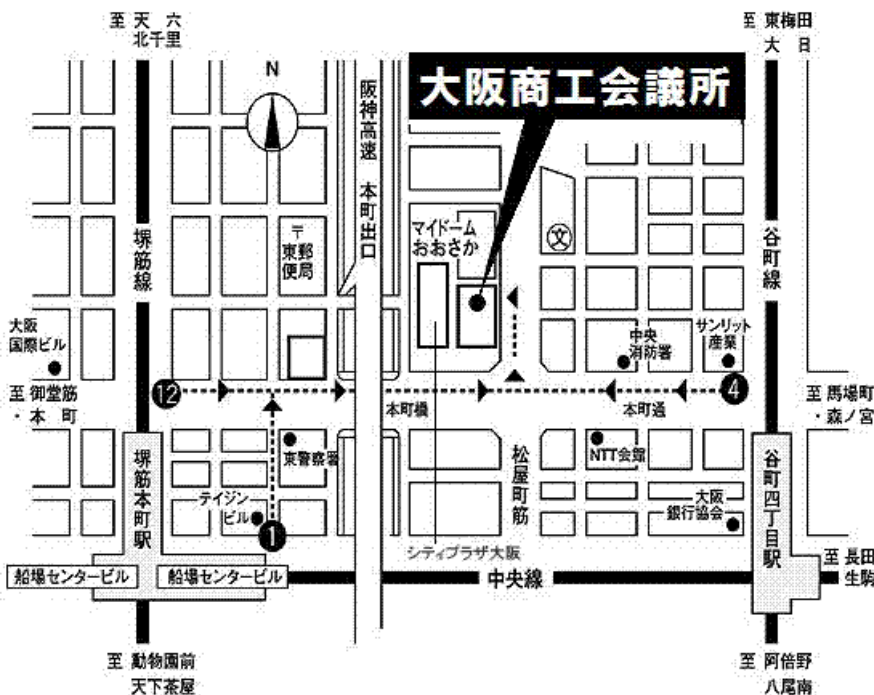 至 天 六
北千里
至 東梅田
大 日
N
大阪商工会議所
阪神高速 本町出口
堺筋線
谷町線
〒
東郵
便局
マイドーム
おおさか
文
大阪
国際ビル
中央
消防署
サンリット
産業
至 御堂筋
・本 町
12
本町橋
本町通
4
至 馬場町
・森ノ宮
東警察署
NTT会館
松屋町筋
堺筋本町駅
テイジン
ビル
1
大阪
銀行協会
谷町四丁目駅
シティプラザ大阪
船場センタービル
船場センタービル
中央線
至 長田
生駒
至 動物園前
天下茶屋
至 阿倍野
八尾南